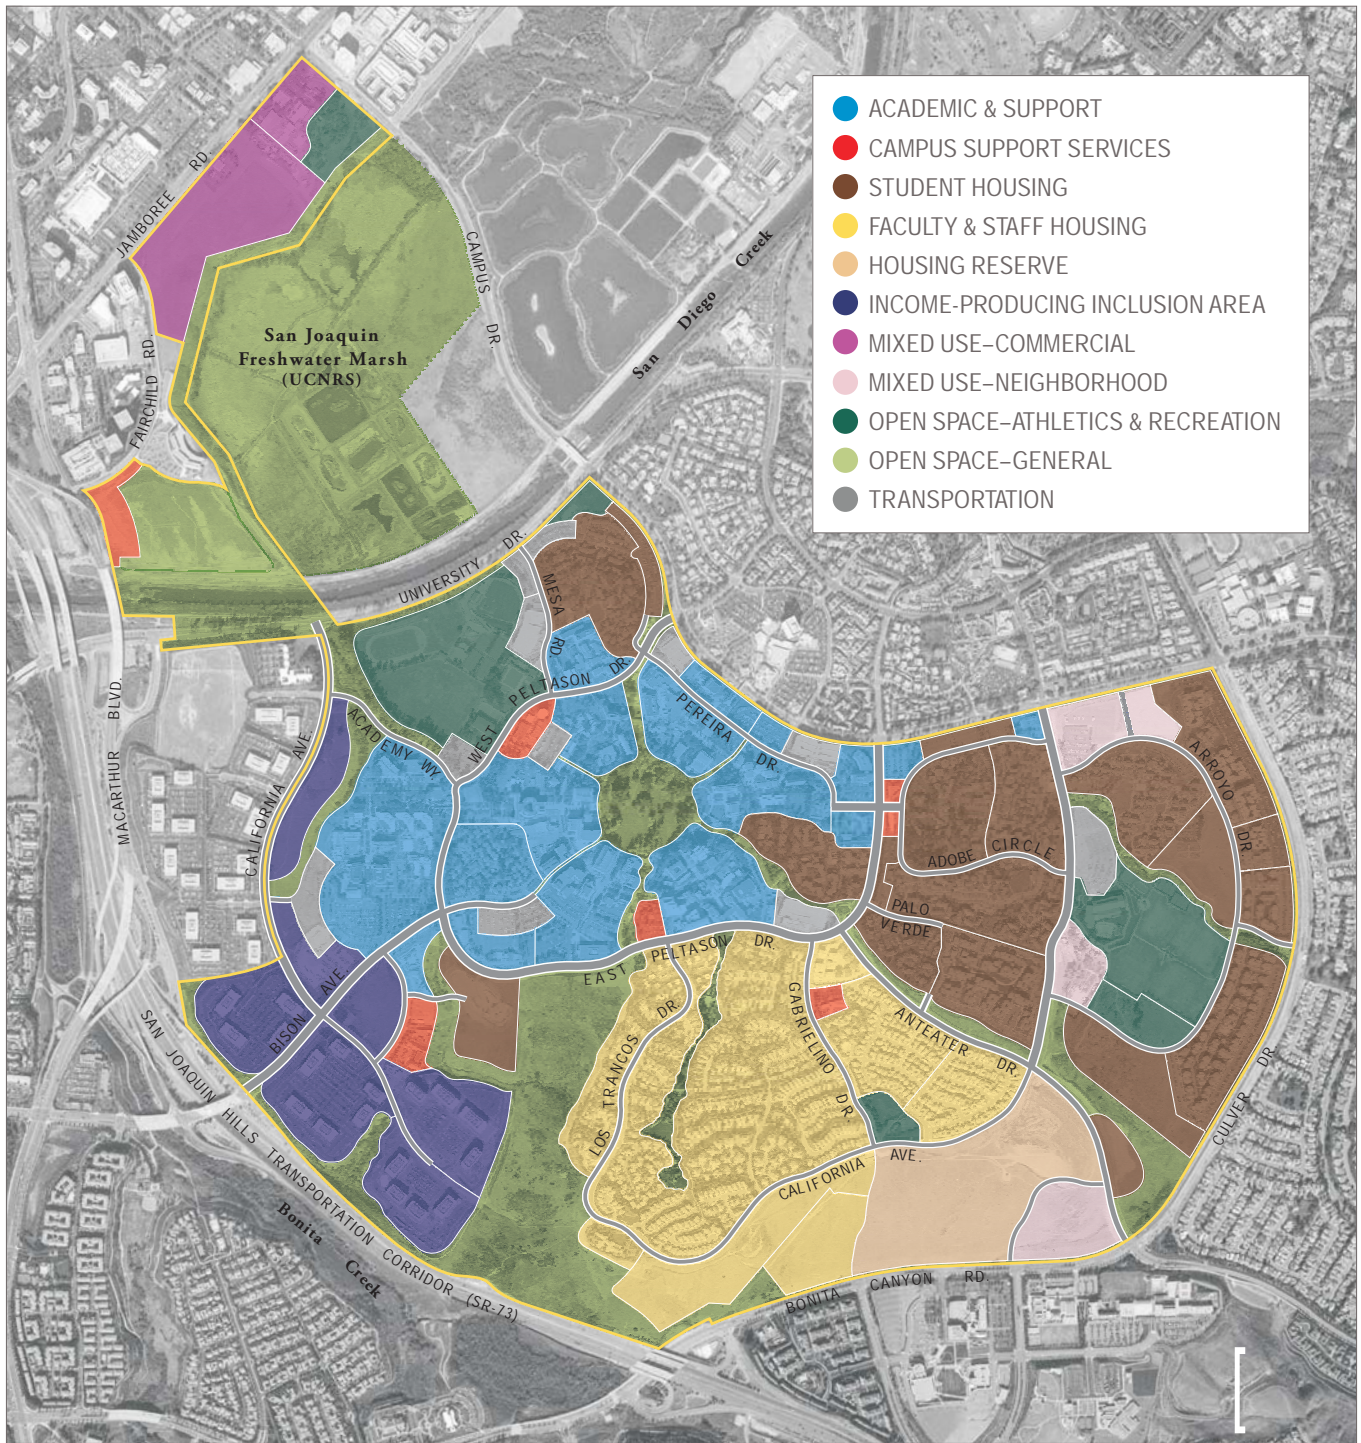 ACADEMIC & SUPPORT
CAMPUS SUPPORT SERVICES
STUDENT HOUSING
FACULTY & STAFF HOUSING
HOUSING RESERVE
INCOME-PRODUCING INCLUSION AREA
MIXED USE–COMMERCIAL
MIXED USE–NEIGHBORHOOD
OPEN SPACE–ATHLETICS & RECREATION
OPEN SPACE–GENERAL
TRANSPORTATION
JAMBOREE RD.
CAMPUS DR.
San Diego Creek
San Joaquin
Freshwater Marsh
(UCNRS)
FAIRCHILD RD.
UNIVERSITY DR.
MESA RD.
WEST PELTASON DR.
PEREIRA DR.
ACADEMY WY.
CALIFORNIA AVE.
MACARTHUR BLVD.
ARROYO DR.
ADOBE CIRCLE
PALO
VERDE
EAST PELTASON DR.
BISON AVE.
LOS TRANCOS DR.
GABRIELINO DR.
ANTEATER DR.
CULVER DR
CALIFORNIA AVE.
SAN JOAQUIN HILLS TRANSPORTATION CORRIDOR (SR-73)
Bonita
Creek
BONITA CANYON RD